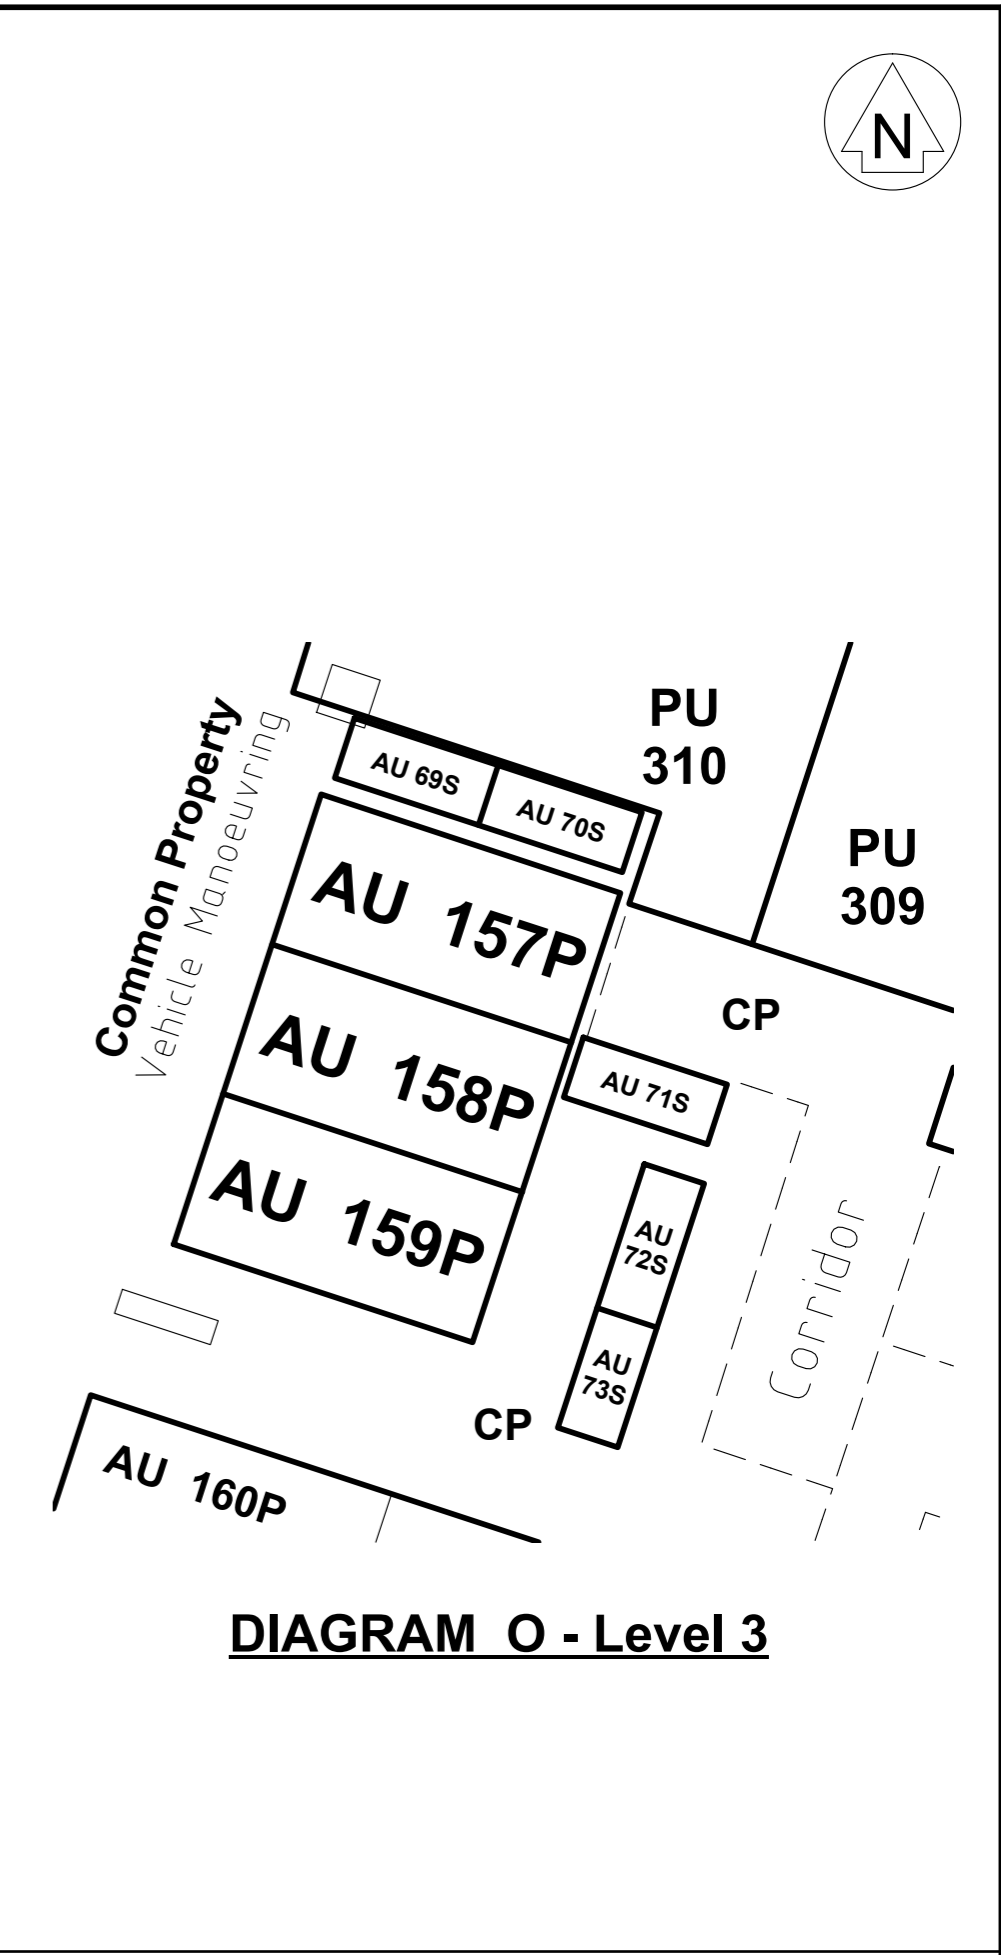 N
PU
310
AU 69S
AU 70S
Common Property
Vehicle Manoeuvring
PU
309
AU 157P
CP
AU 158P
AU 71S
AU 159P
AU
72S
Corridor
AU
73S
CP
AU 160P
DIAGRAM O - Level 3